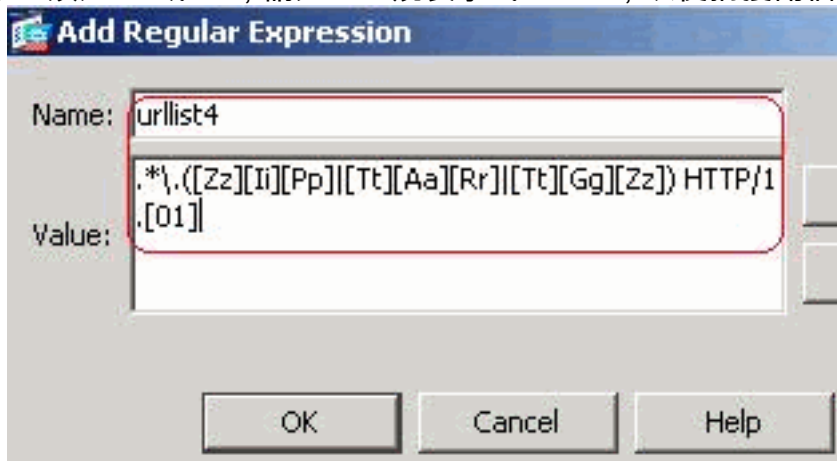 Add Regular Expression
Name:
urllist4
Value:
.*\.([Zz][Ii][Pp]|[Tt][Aa][Rr]|[Tt][Gg][Zz]) HTTP/1
.[01]
OK
Cancel
Help